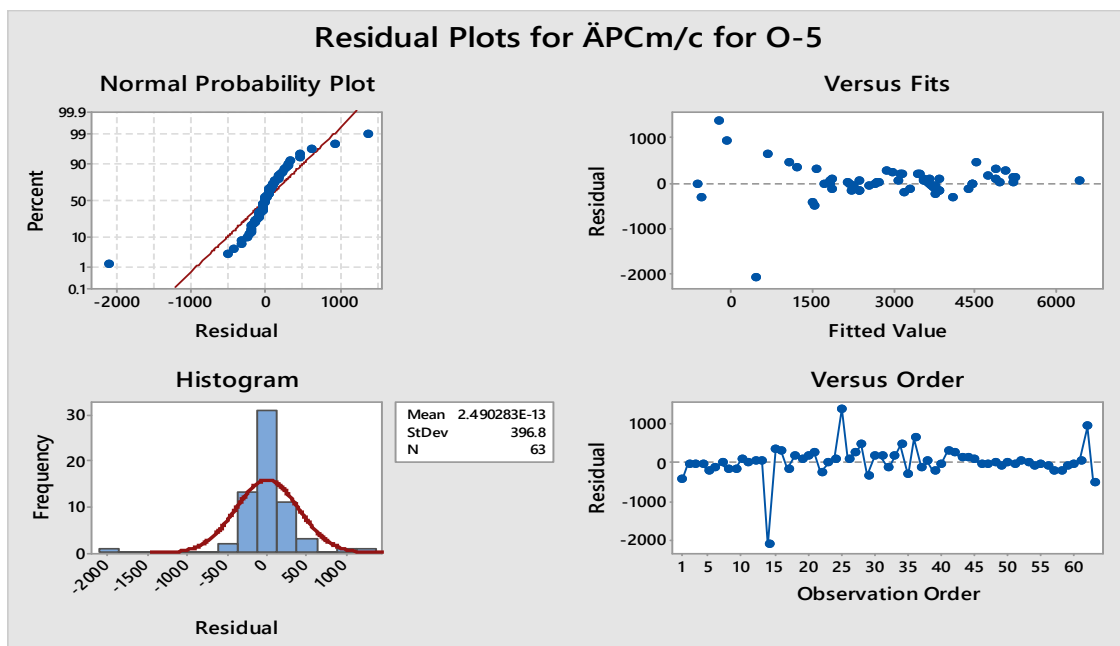 Residual Plots for ÄPCm/c for O-5
Normal Probability Plot
99.9
99
90
50
10
1
0.1
Percent
-2000 -1000 0 1000
Residual
Versus Fits
1000
0
-1000
-2000
Residual
0 1500 3000 4500 6000
Fitted Value
Histogram
30
20
10
0
Frequency
-2000 -1500 -1000 -500 0 500 1000
Residual
Mean 2.490283E-13
StDev 396.8
N 63
Versus Order
1000
0
-1000
-2000
Residual
1 5 10 15 20 25 30 35 40 45 50 55 60
Observation Order